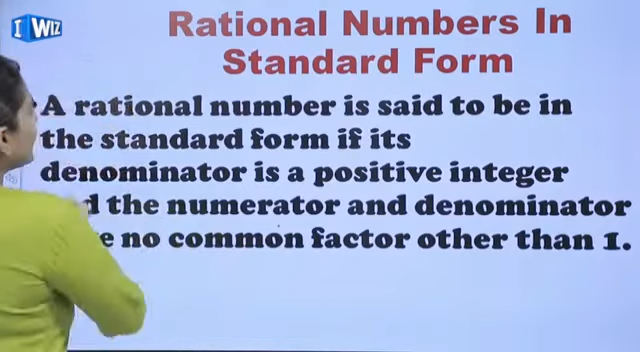 I WIZ
Rational Numbers In
Standard Form
A rational number is said to be in
the standard form if its
denominator is a positive integer
the numerator and denominator
no common factor other than 1.